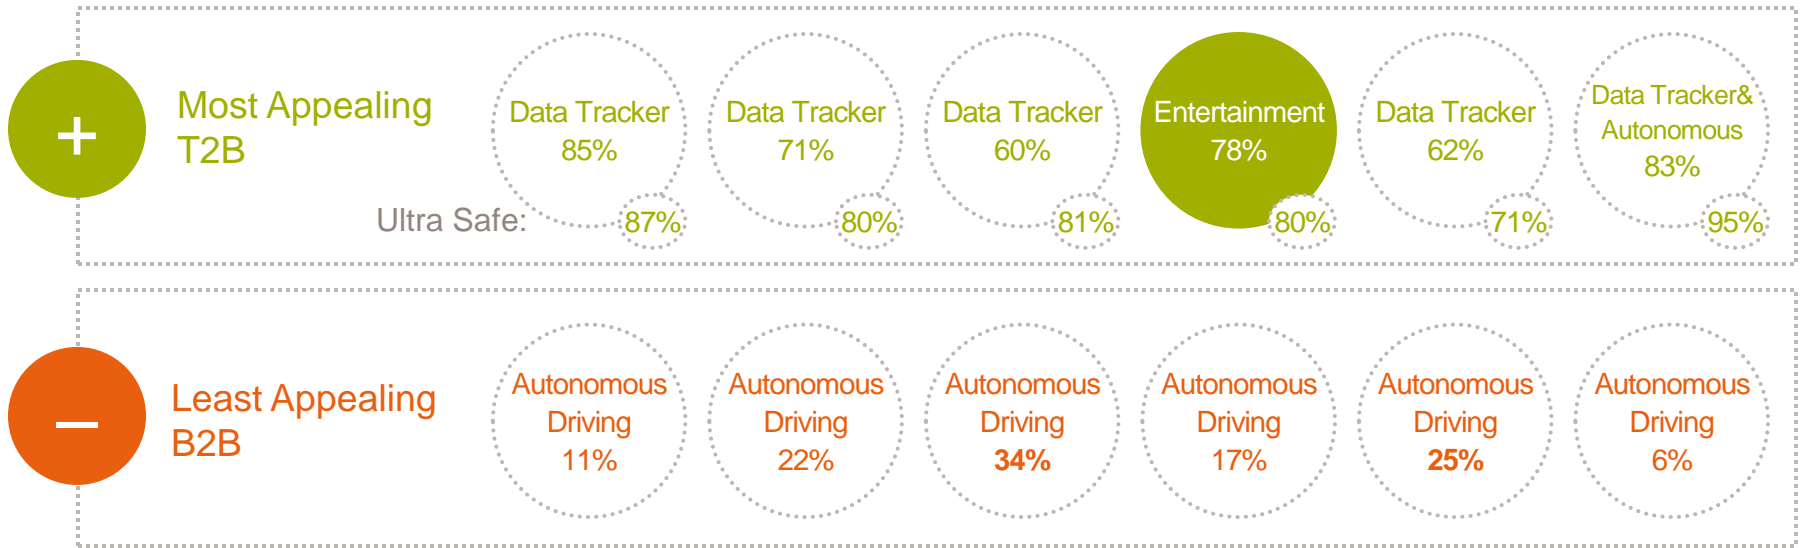 +
Most Appealing
T2B
Data Tracker
85%
Data Tracker
71%
Data Tracker
60%
Entertainment
78%
Data Tracker
62%
Data Tracker&
Autonomous
83%
Ultra Safe:
87%
80%
81%
80%
71%
95%
–
Least Appealing
B2B
Autonomous
Driving
11%
Autonomous
Driving
22%
Autonomous
Driving
34%
Autonomous
Driving
17%
Autonomous
Driving
25%
Autonomous
Driving
6%